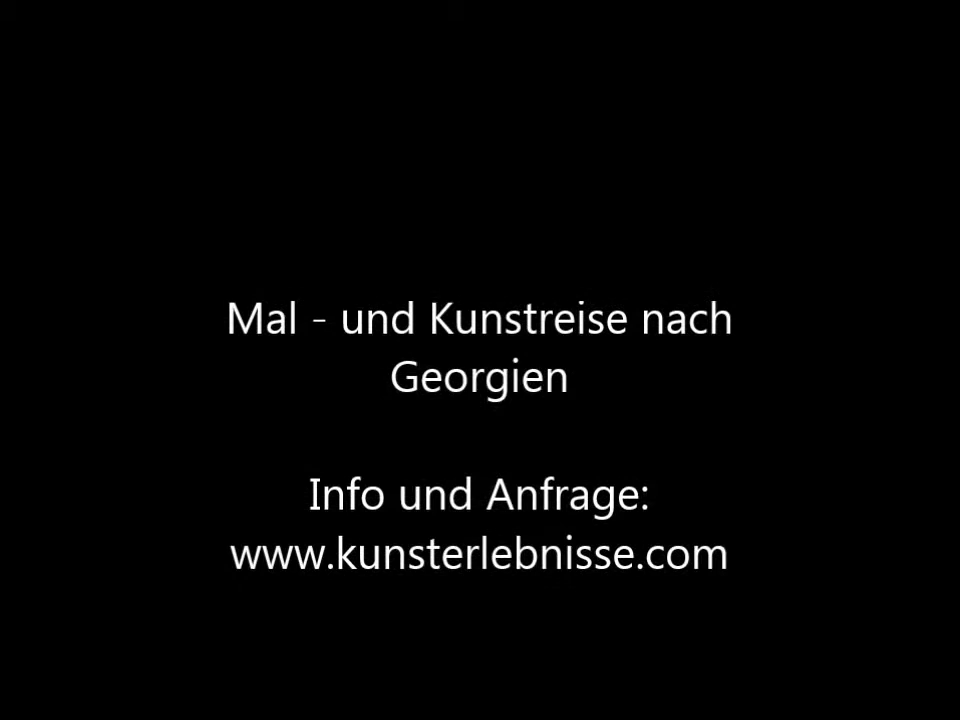 Mal - und Kunstreise nach
Georgien
Info und Anfrage:
www.kunsterlebnisse.com